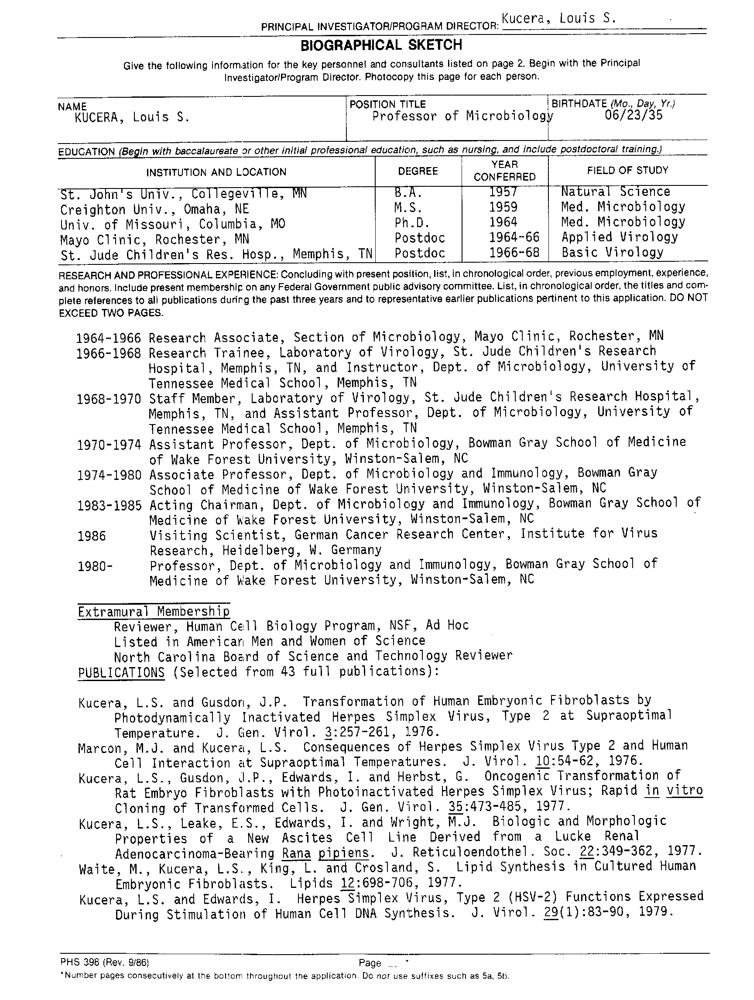 PRINCIPAL INVESTIGATOR/PROGRAM DIRECTOR: Kucera, Louis S.
BIOGRAPHICAL SKETCH
Give the following information for the key personnel and consultants listed on page 2. Begin with the Principal
Investigator/Program Director. Photocopy this page for each person.
NAME POSITION TITLE BIRTHDATE (Mo., Day, Yr.)
KUCERA, Louis S. Professor of Microbiology 06/23/35
EDUCATION (Begin with baccalaureate or other initial professional education, such as nursing, and include postdoctoral training.)
INSTITUTION AND LOCATION DEGREE YEAR CONFERRED FIELD OF STUDY
St. John's Univ., Collegeville, MN B.A. 1957 Natural Science
Creighton Univ., Omaha, NE M.S. 1959 Med. Microbiology
Univ. of Missouri, Columbia, MO Ph.D. 1964 Med. Microbiology
Mayo Clinic, Rochester, MN Postdoc 1964-66 Applied Virology
St. Jude Children's Res. Hosp., Memphis, TN Postdoc 1966-68 Basic Virology
RESEARCH AND PROFESSIONAL EXPERIENCE: Concluding with present position, list, in chronological order, previous employment, experience,
and honors. Include present membership on any Federal Government public advisory committee. List, in chronological order, the titles and com-
plete references to all publications during the past three years and to representative earlier publications pertinent to this application. DO NOT
EXCEED TWO PAGES.
1964-1966 Research Associate, Section of Microbiology, Mayo Clinic, Rochester, MN
1966-1968 Research Trainee, Laboratory of Virology, St. Jude Children's Research
Hospital, Memphis, TN, and Instructor, Dept. of Microbiology, University of
Tennessee Medical School, Memphis, TN
1968-1970 Staff Member, Laboratory of Virology, St. Jude Children's Research Hospital,
Memphis, TN, and Assistant Professor, Dept. of Microbiology, University of
Tennessee Medical School, Memphis, TN
1970-1974 Assistant Professor, Dept. of Microbiology, Bowman Gray School of Medicine
of Wake Forest University, Winston-Salem, NC
1974-1980 Associate Professor, Dept. of Microbiology and Immunology, Bowman Gray
School of Medicine of Wake Forest University, Winston-Salem, NC
1983-1985 Acting Chairman, Dept. of Microbiology and Immunology, Bowman Gray School of
Medicine of Wake Forest University, Winston-Salem, NC
1986 Visiting Scientist, German Cancer Research Center, Institute for Virus
Research, Heidelberg, W. Germany
1980- Professor, Dept. of Microbiology and Immunology, Bowman Gray School of
Medicine of Wake Forest University, Winston-Salem, NC
Extramural Membership
Reviewer, Human Cell Biology Program, NSF, Ad Hoc
Listed in American Men and Women of Science
North Carolina Board of Science and Technology Reviewer
PUBLICATIONS (Selected from 43 full publications):
Kucera, L.S. and Gusdon, J.P. Transformation of Human Embryonic Fibroblasts by
Photodynamically Inactivated Herpes Simplex Virus, Type 2 at Supraoptimal
Temperature. J. Gen. Virol. 3:257-261, 1976.
Marcon, M.J. and Kucera, L.S. Consequences of Herpes Simplex Virus Type 2 and Human
Cell Interaction at Supraoptimal Temperatures. J. Virol. 10:54-62, 1976.
Kucera, L.S., Gusdon, J.P., Edwards, I. and Herbst, G. Oncogenic Transformation of
Rat Embryo Fibroblasts with Photoinactivated Herpes Simplex Virus; Rapid in vitro
Cloning of Transformed Cells. J. Gen. Virol. 35:473-485, 1977.
Kucera, L.S., Leake, E.S., Edwards, I. and Wright, M.J. Biologic and Morphologic
Properties of a New Ascites Cell Line Derived from a Lucke Renal
Adenocarcinoma-Bearing Rana pipiens. J. Reticuloendothel. Soc. 22:349-362, 1977.
Waite, M., Kucera, L.S., King, L. and Crosland, S. Lipid Synthesis in Cultured Human
Embryonic Fibroblasts. Lipids 12:698-706, 1977.
Kucera, L.S. and Edwards, I. Herpes Simplex Virus, Type 2 (HSV-2) Functions Expressed
During Stimulation of Human Cell DNA Synthesis. J. Virol. 29(1):83-90, 1979.
PHS 398 (Rev. 9/86) Page *
*Number pages consecutively at the bottom throughout the application. Do not use suffixes such as 5a, 5b.